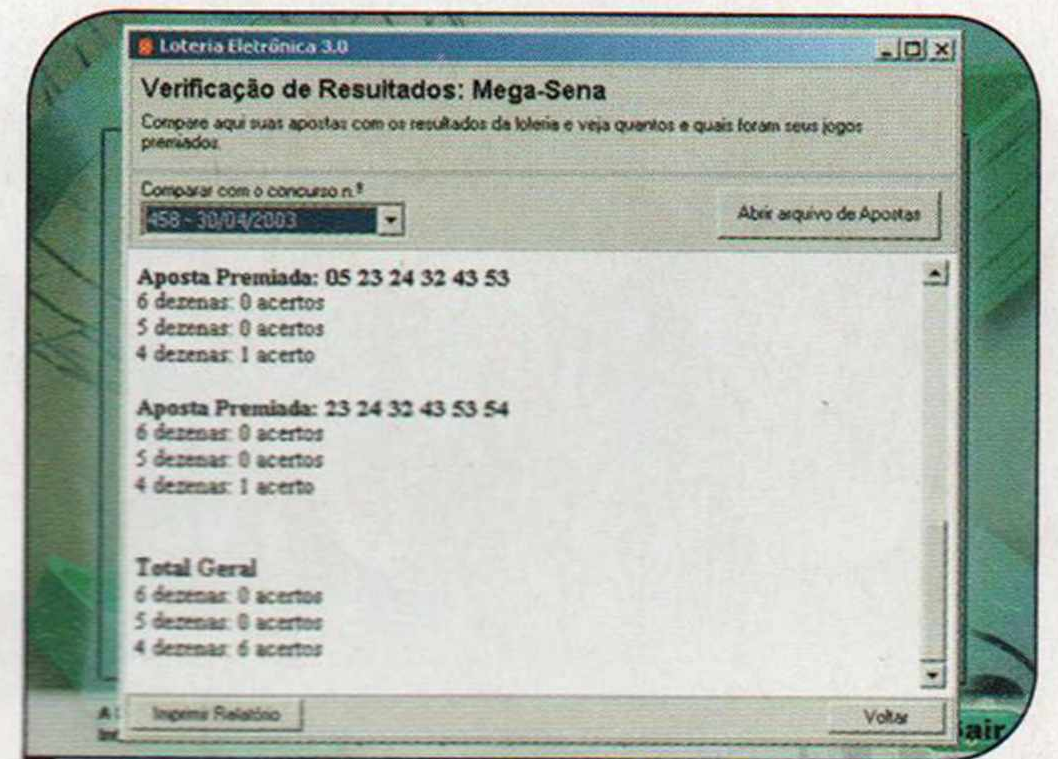 Loteria Eletrônica 3.0
Verificação de Resultados: Mega-Sena
Compare aqui suas apostas com os resultados da loteria e veja quantos e quais foram seus jogos
premiados.
Comparar com o concurso n.º
458 - 30/04/2003
Abrir arquivo de Apostas
Aposta Premiada: 05 23 24 32 43 53
6 dezenas: 0 acertos
5 dezenas: 0 acertos
4 dezenas: 1 acerto
Aposta Premiada: 23 24 32 43 53 54
6 dezenas: 0 acertos
5 dezenas: 0 acertos
4 dezenas: 1 acerto
Total Geral
6 dezenas: 0 acertos
5 dezenas: 0 acertos
4 dezenas: 6 acertos
Imprimir Relatório
Voltar